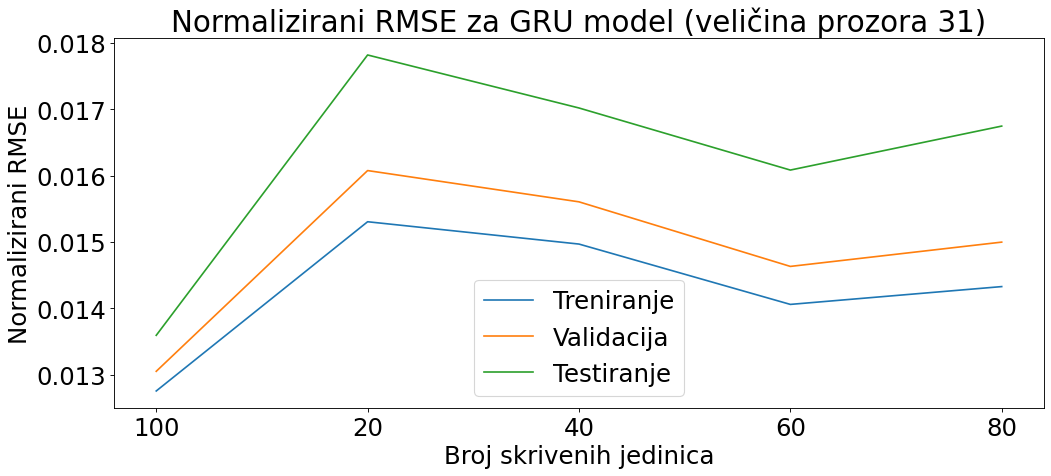 Normalizirani RMSE za GRU model (veličina prozora 31)
Normalizirani RMSE
0.018
0.017
0.016
0.015
0.014
0.013
Treniranje
Validacija
Testiranje
100 20 40 60 80
Broj skrivenih jedinica